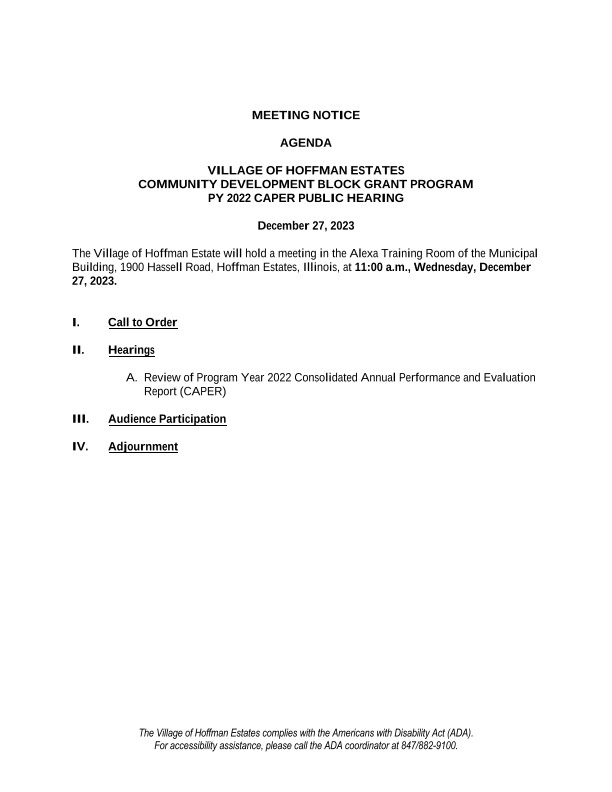 MEETING NOTICE
AGENDA
VILLAGE OF HOFFMAN ESTATES
COMMUNITY DEVELOPMENT BLOCK GRANT PROGRAM
PY 2022 CAPER PUBLIC HEARING
December 27, 2023
The Village of Hoffman Estate will hold a meeting in the Alexa Training Room of the Municipal
Building, 1900 Hassell Road, Hoffman Estates, Illinois, at 11:00 a.m., Wednesday, December
27, 2023.
I. Call to Order
II. Hearings
A. Review of Program Year 2022 Consolidated Annual Performance and Evaluation
Report (CAPER)
III. Audience Participation
IV. Adjournment
The Village of Hoffman Estates complies with the Americans with Disability Act (ADA).
For accessibility assistance, please call the ADA coordinator at 847/882-9100.